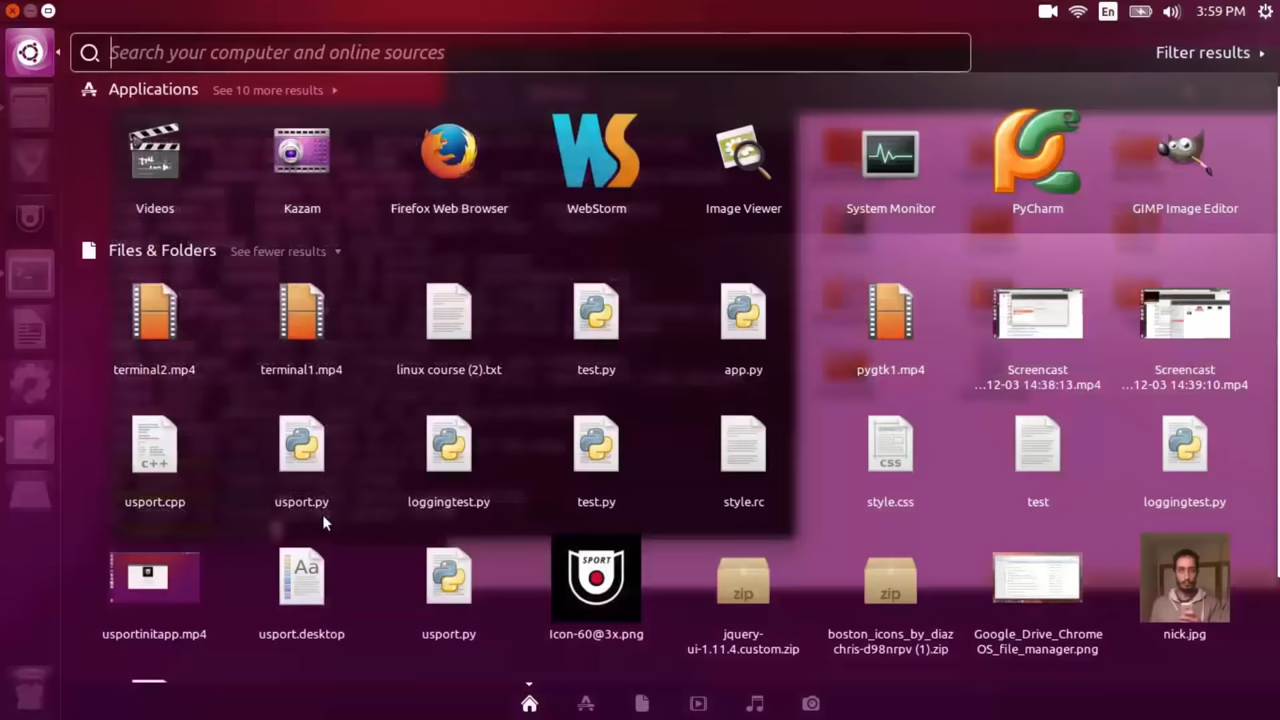 En
3:59 PM
Search your computer and online sources
Filter results
Applications See 10 more results
WS
PC
Videos Kazam Firefox Web Browser WebStorm Image Viewer System Monitor PyCharm GIMP Image Editor
Files & Folders See fewer results
terminal2.mp4 terminal1.mp4 linux course (2).txt test.py app.py pygtk1.mp4 Screencast Screencast
...12-03 14:38:13.mp4 ...12-03 14:39:10.mp4
C++
CSS
usport.cpp usport.py loggingtest.py test.py style.rc style.css test loggingtest.py
Aa
SPORT
zip
zip
usportinitapp.mp4 usport.desktop usport.py Icon-60@3x.png jquery- boston_icons_by_diaz Google_Drive_Chrome nick.jpg
ui-1.11.4.custom.zip chris-d98nrpv (1).zip OS_file_manager.png